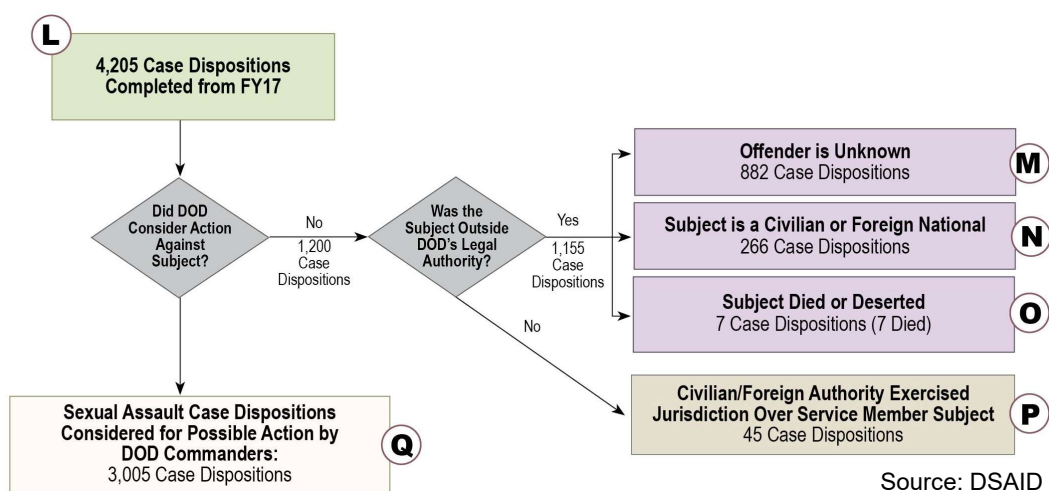 L
4,205 Case Dispositions
Completed from FY17
Did DOD
Consider Action
Against
Subject?
No
1,200
Case
Dispositions
Was the
Subject Outside
DOD's Legal
Authority?
Yes
1,155
Case
Dispositions
Offender is Unknown
882 Case Dispositions
M
Subject is a Civilian or Foreign National
266 Case Dispositions
N
Subject Died or Deserted
7 Case Dispositions (7 Died)
O
No
Civilian/Foreign Authority Exercised
Jurisdiction Over Service Member Subject
45 Case Dispositions
P
Sexual Assault Case Dispositions
Considered for Possible Action by
DOD Commanders:
3,005 Case Dispositions
Q
Source: DSAID